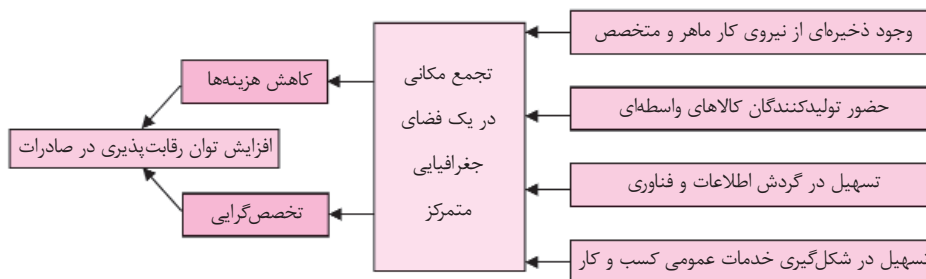 وجود ذخیره‌ای از نیروی کار ماهر و متخصص
حضور تولیدکنندگان کالاهای واسطه‌ای
تسهیل در گردش اطلاعات و فناوری
تسهیل در شکل‌گیری خدمات عمومی کسب و کار
تجمع مکانی
در یک فضای
جغرافیایی
متمرکز
کاهش هزینه‌ها
تخصص‌گرایی
افزایش توان رقابت‌پذیری در صادرات